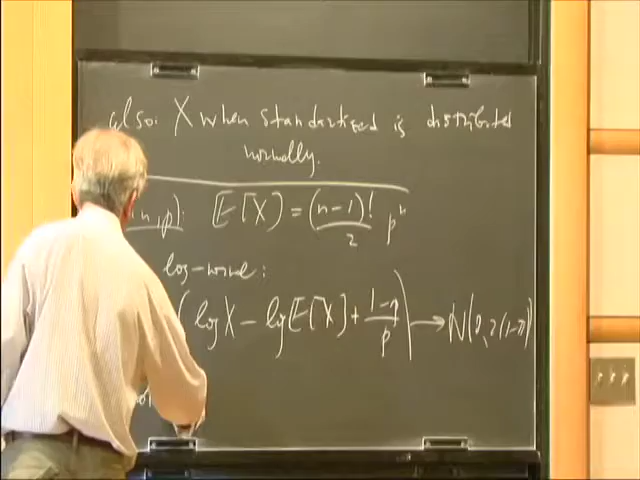 also: X when standardized is distributed
normally.
n,p): E[X] = (n-1)!/2 p^n
log-normal:
(log X - log E[X] + 1-p/p) → N(0, 2(1-p))